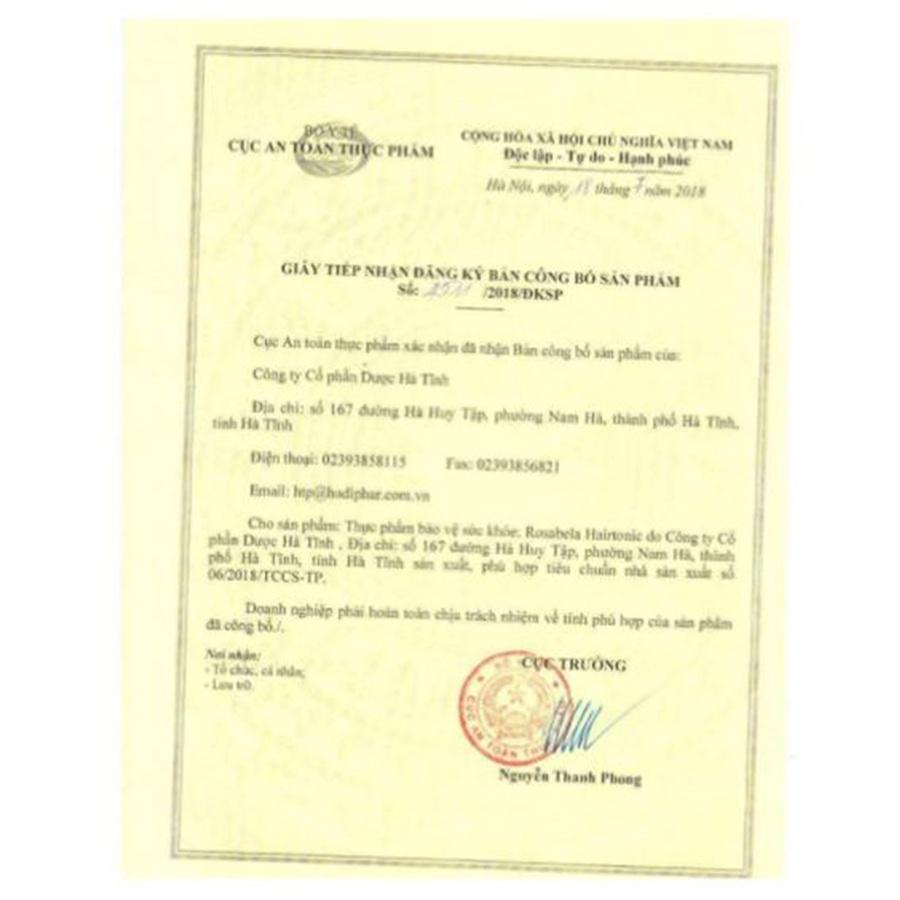 BỘ Y TẾ
CỤC AN TOÀN THỰC PHẨM
CỘNG HÒA XÃ HỘI CHỦ NGHĨA VIỆT NAM
Độc lập - Tự do - Hạnh phúc
Hà Nội, ngày 18 tháng 7 năm 2018
GIẤY TIẾP NHẬN ĐĂNG KÝ BẢN CÔNG BỐ SẢN PHẨM
Số: /2018/ĐKSP
Cục An toàn thực phẩm xác nhận đã nhận Bản công bố sản phẩm của:
Công ty Cổ phần Dược Hà Tĩnh
Địa chỉ: số 167 đường Hà Huy Tập, phường Nam Hà, thành phố Hà Tĩnh,
tỉnh Hà Tĩnh
Điện thoại: 02393858115 Fax: 02393856821
Email: htp@hadiphar.com.vn
Cho sản phẩm: Thực phẩm bảo vệ sức khỏe: Rosabela Hairtonic do Công ty Cổ
phần Dược Hà Tĩnh , Địa chỉ: số 167 đường Hà Huy Tập, phường Nam Hà, thành
phố Hà Tĩnh, tỉnh Hà Tĩnh sản xuất, phù hợp tiêu chuẩn nhà sản xuất số
06/2018/TCCS-TP.
Doanh nghiệp phải hoàn toàn chịu trách nhiệm về tính phù hợp của sản phẩm
đã công bố./.
Nơi nhận:
- Tổ chức, cá nhân;
- Lưu trữ.
CỤC TRƯỞNG
CỤC AN TOÀN
Nguyễn Thanh Phong